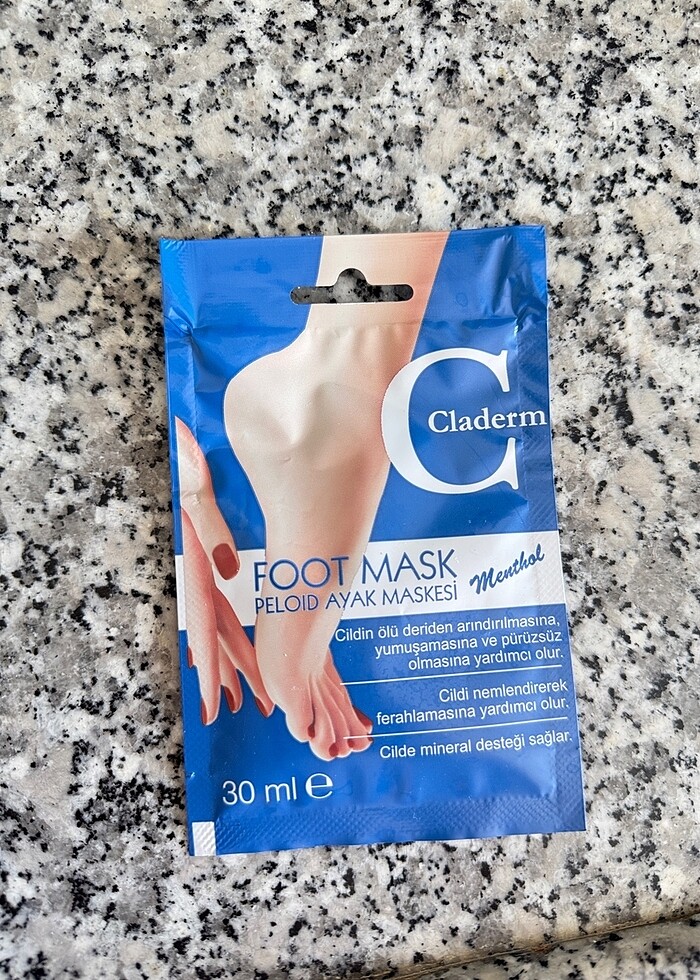 Claderm
FOOT MASK
Menthol
PELOID AYAK MASKESİ
Cildin ölü deriden arındırılmasına,
yumuşamasına ve pürüzsüz
olmasına yardımcı olur.
Cildi nemlendirerek
ferahlamasına yardımcı olur.
Cilde mineral desteği sağlar.
30 ml e